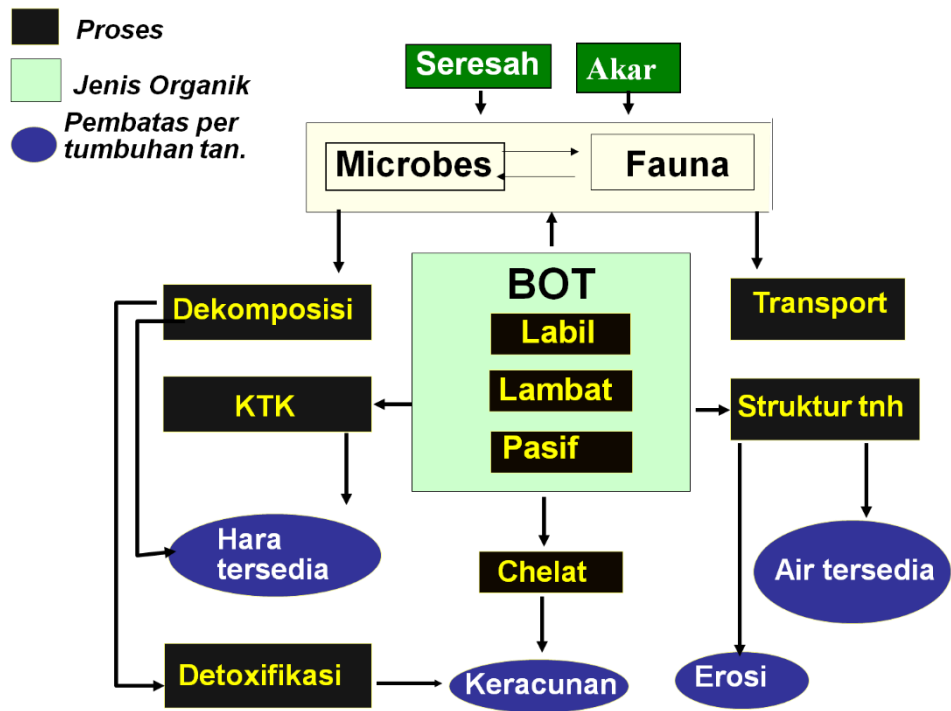 Proses
Jenis Organik
Pembatas per
tumbuhan tan.
Seresah
Akar
Microbes
Fauna
BOT
Labil
Lambat
Pasif
Dekomposisi
Transport
KTK
Struktur tnh
Hara
tersedia
Chelat
Air tersedia
Detoxifikasi
Keracunan
Erosi